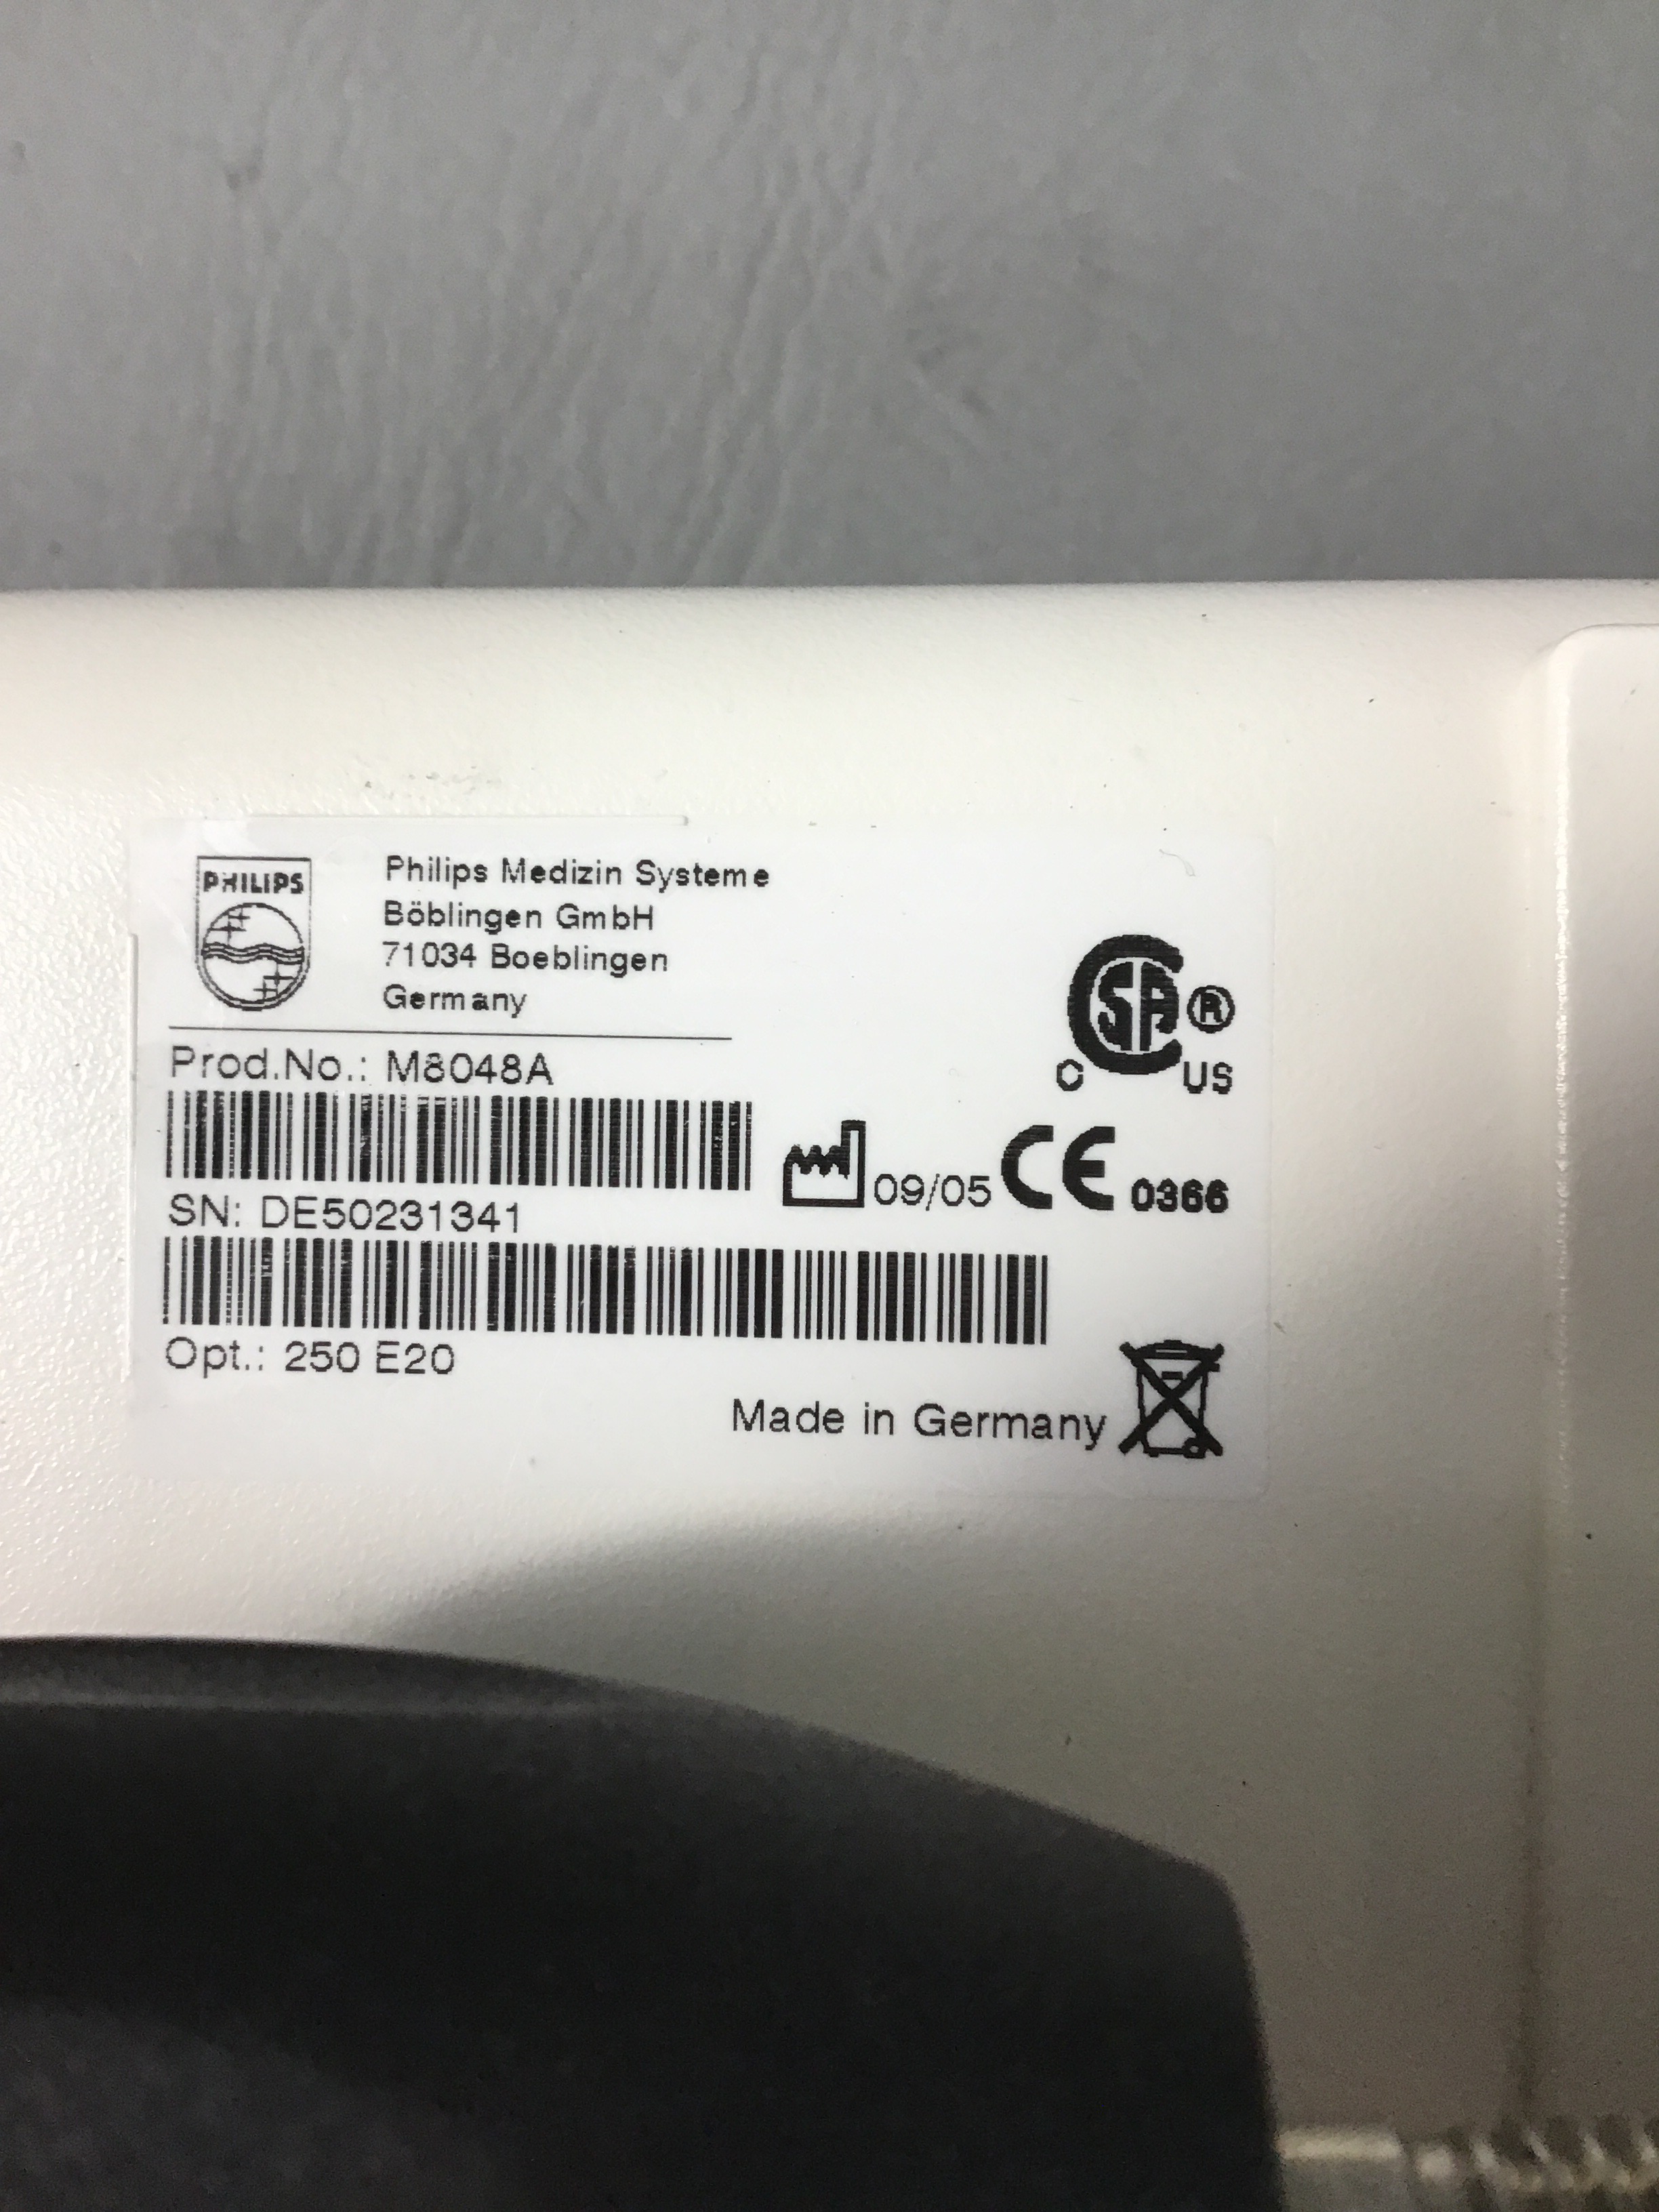 PHILIPS
Philips Medizin Systeme
Böblingen GmbH
71034 Boeblingen
Germany
Prod.No.: M8048A
SN: DE50231341
Opt.: 250 E20
09/05
CE 0366
CSA ®
C US
Made in Germany